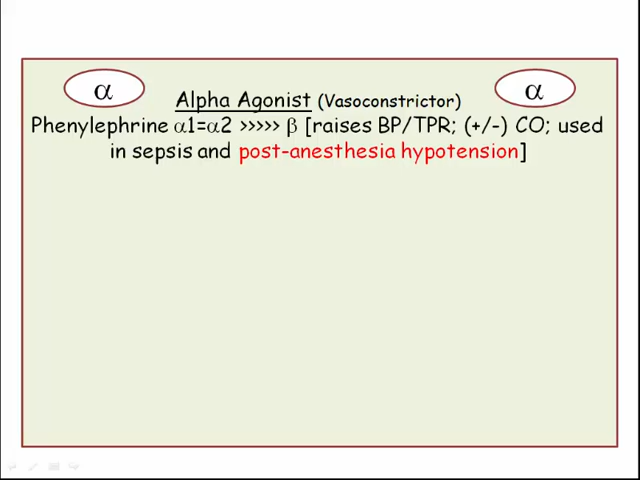 α α
Alpha Agonist (Vasoconstrictor)
Phenylephrine α1=α2 >>>>> β [raises BP/TPR; (+/-) CO; used
in sepsis and post-anesthesia hypotension]